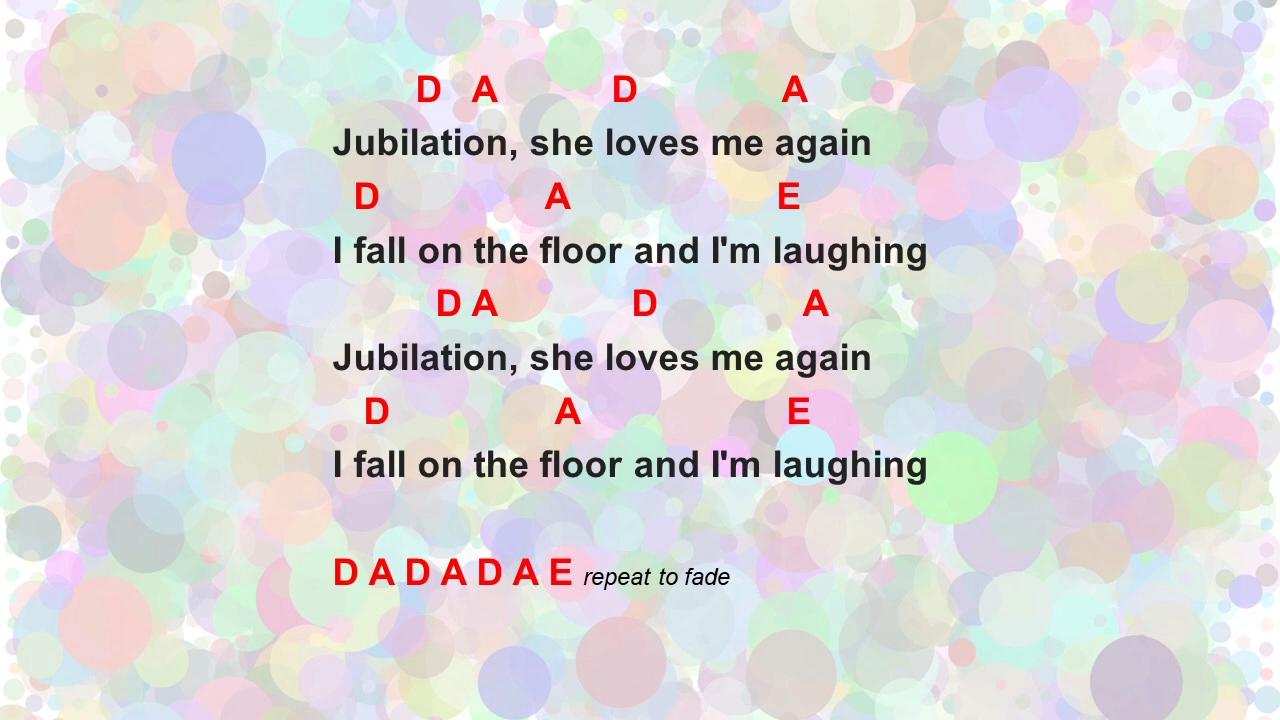 D A D A
Jubilation, she loves me again
D A E
I fall on the floor and I'm laughing
D A D A
Jubilation, she loves me again
D A E
I fall on the floor and I'm laughing
D A D A D A E repeat to fade